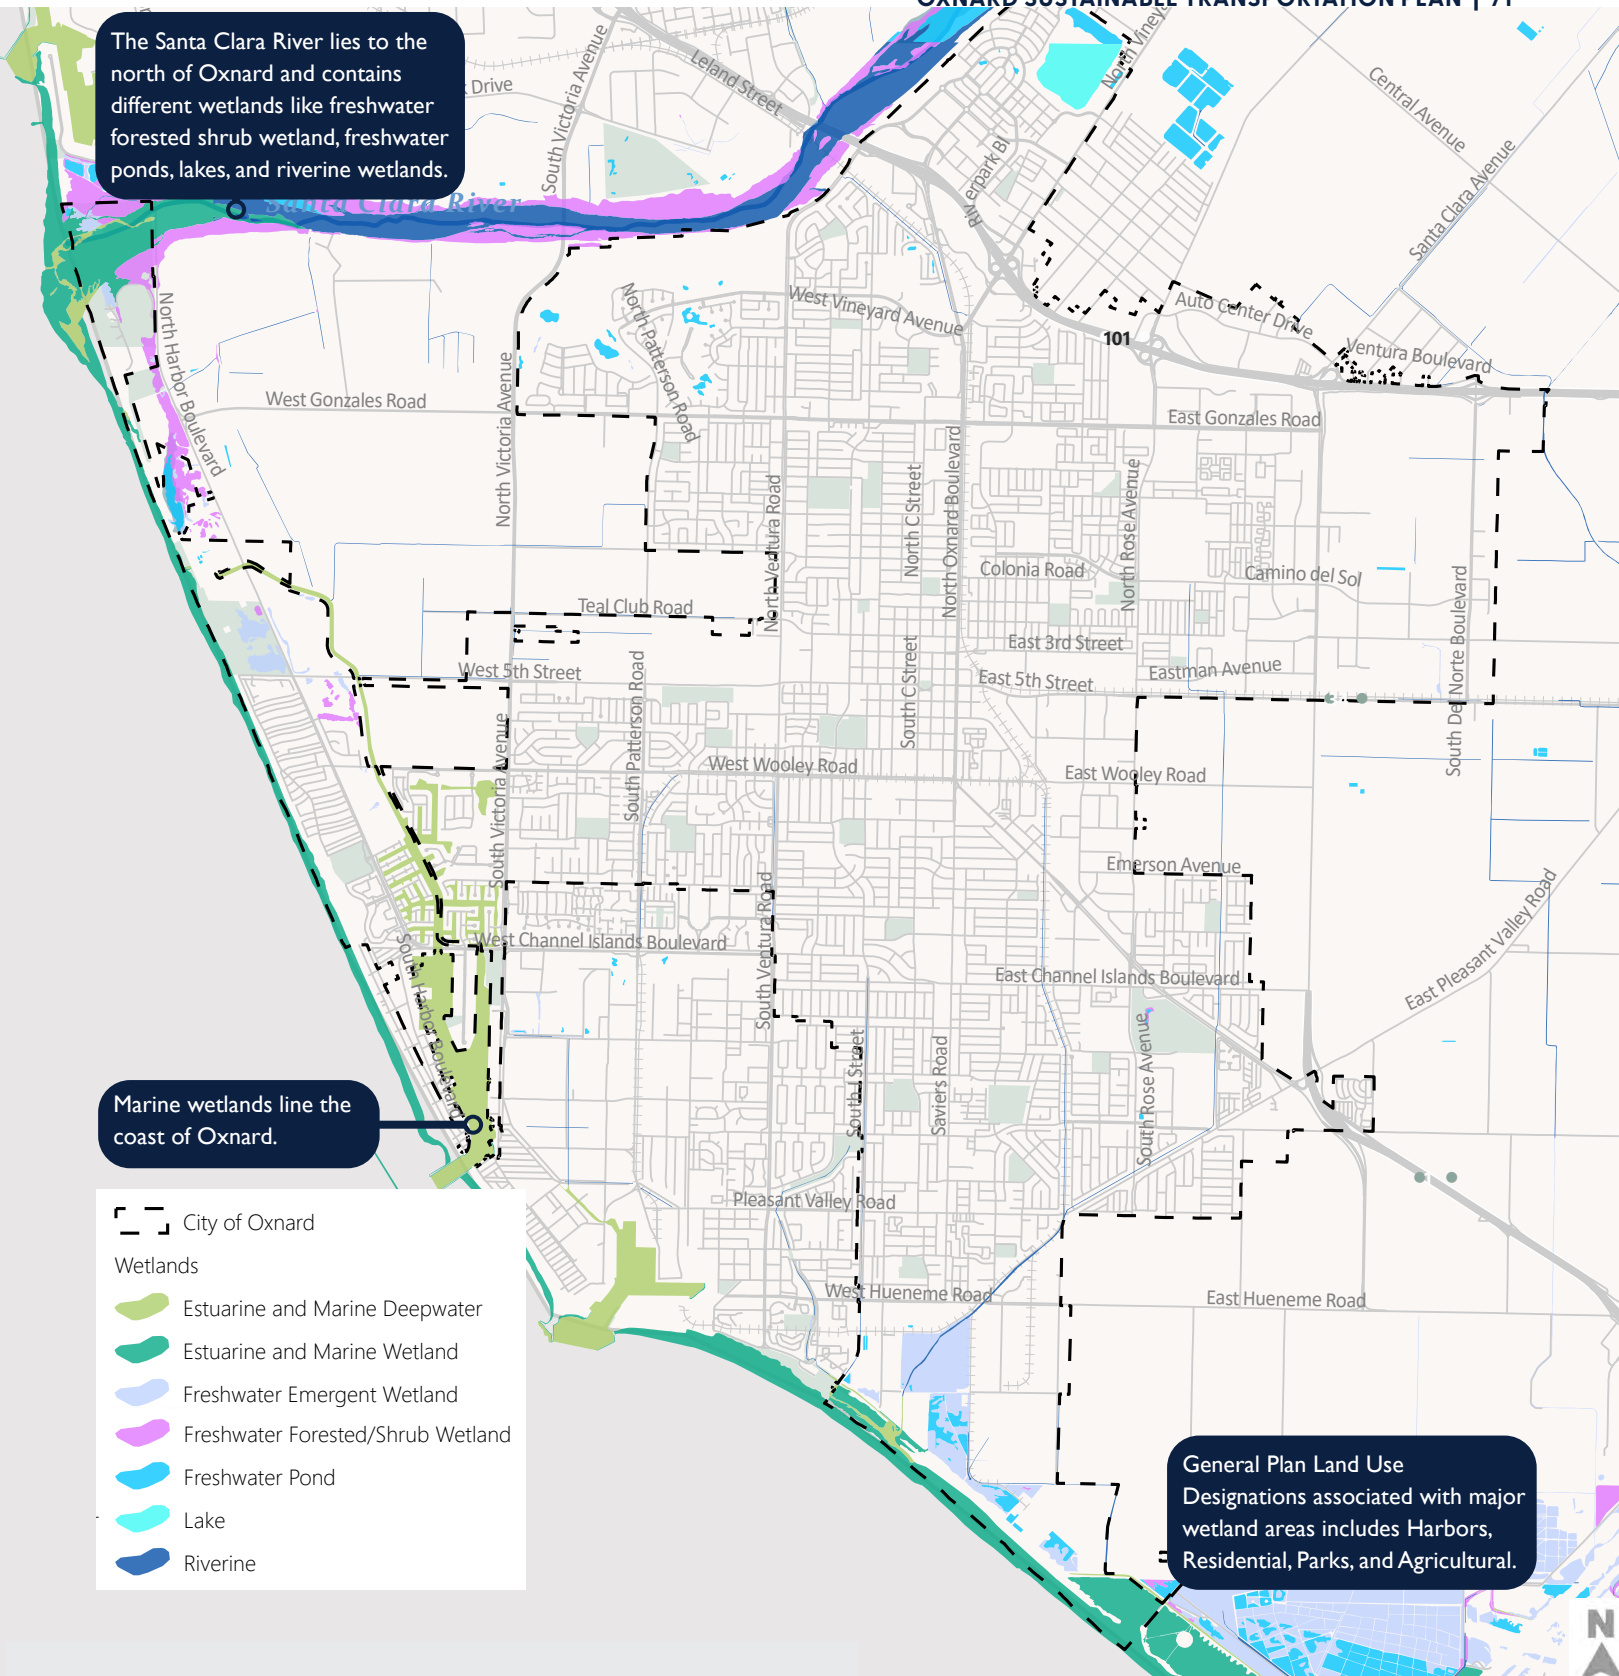 OXNARD SUSTAINABLE TRANSPORTATION PLAN | 71
The Santa Clara River lies to the
north of Oxnard and contains
different wetlands like freshwater
forested shrub wetland, freshwater
ponds, lakes, and riverine wetlands.
Drive
South Victoria Avenue
Leland Street
North
Central Avenue
Santa Clara Avenue
Riverpark Bl
Santa Clara River
North Harbor Boulevard
North Patterson Road
West Vineyard Avenue
Auto Center Drive
101
Ventura Boulevard
West Gonzales Road
North Victoria Avenue
East Gonzales Road
North Ventura Road
North C Street
North Oxnard Boulevard
North Rose Avenue
Colonia Road
Camino del Sol
Teal Club Road
East 3rd Street
West 5th Street
East 5th Street
Eastman Avenue
South Patterson Road
South C Street
South Del Norte Boulevard
South Victoria Avenue
West Wooley Road
East Wooley Road
Emerson Avenue
South Ventura Road
West Channel Islands Boulevard
East Channel Islands Boulevard
East Pleasant Valley Road
South Harbor Boulevard
South J Street
Saviers Road
South Rose Avenue
Marine wetlands line the
coast of Oxnard.
Pleasant Valley Road
West Hueneme Road
East Hueneme Road
City of Oxnard
Wetlands
Estuarine and Marine Deepwater
Estuarine and Marine Wetland
Freshwater Emergent Wetland
Freshwater Forested/Shrub Wetland
Freshwater Pond
Lake
Riverine
General Plan Land Use
Designations associated with major
wetland areas includes Harbors,
Residential, Parks, and Agricultural.
N